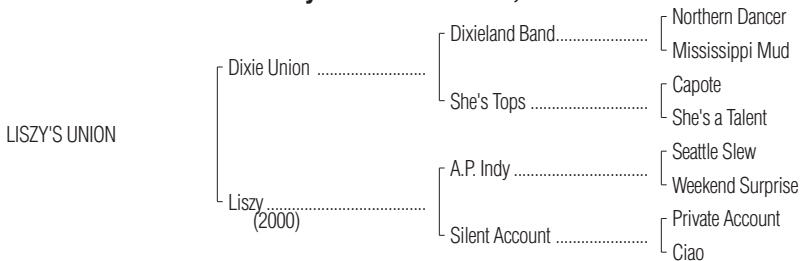 Northern Dancer
Dixieland Band..........................
Mississippi Mud
Dixie Union ..............................
Capote
She's Tops .................................
She's a Talent
LISZY'S UNION
Seattle Slew
A.P. Indy .....................................
Weekend Surprise
Liszy............................................
(2000)
Private Account
Silent Account .........................
Ciao